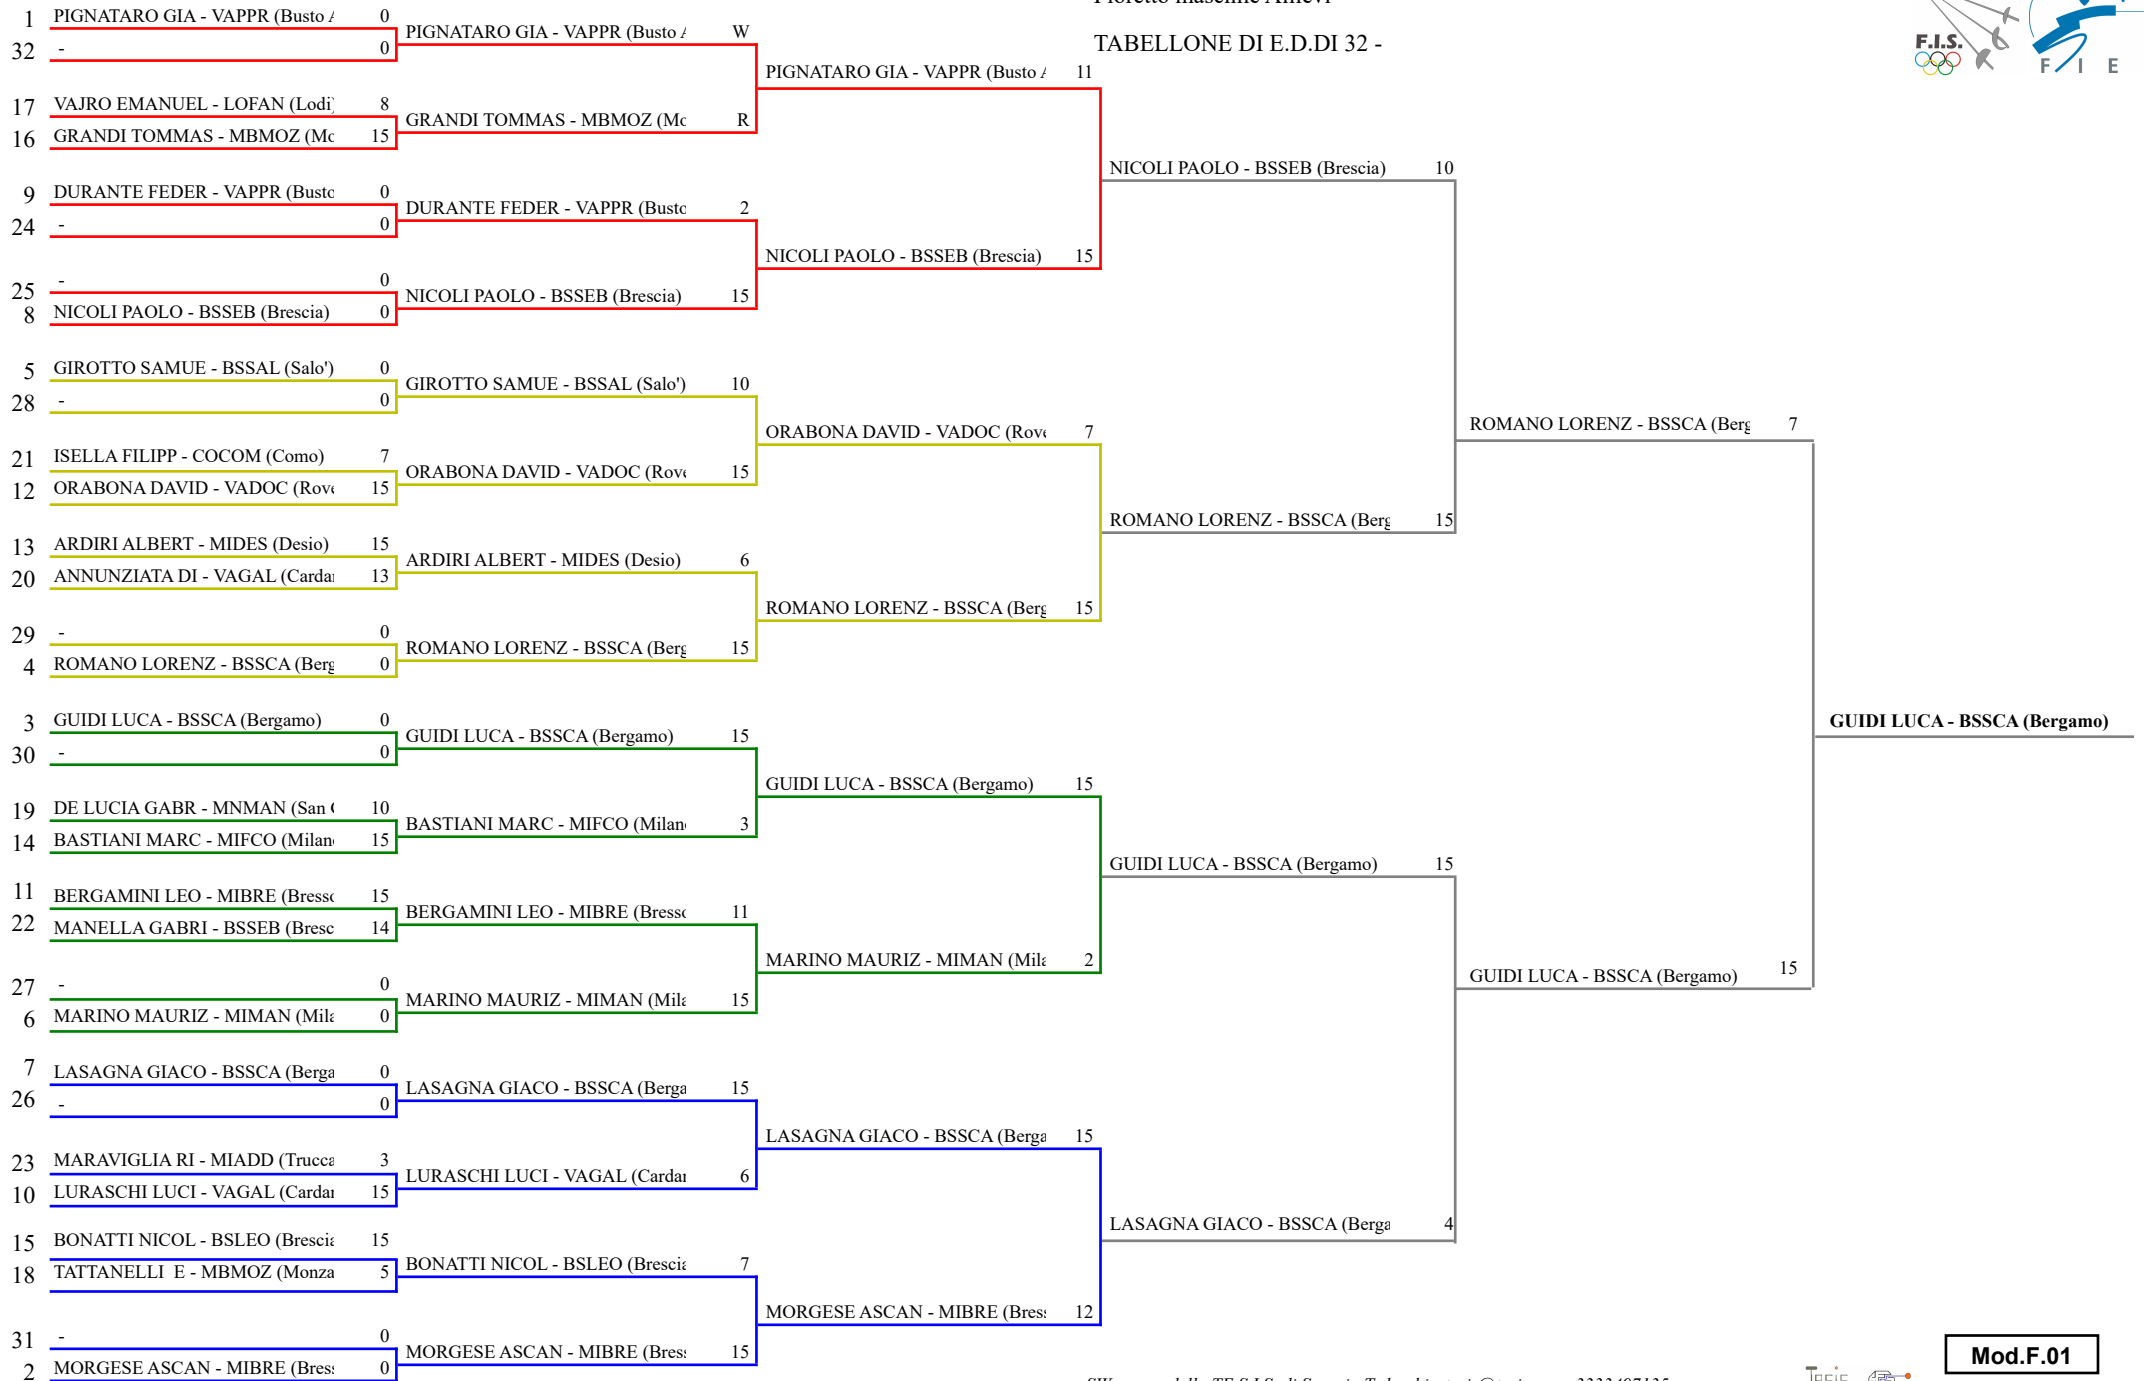 TABELLONE DI E.D.DI 32 -
F.I.S.
F I E
1 PIGNATARO GIA - VAPPR (Busto 0
32 - 0
17 VAJRO EMANUEL - LOFAN (Lodi) 8
16 GRANDI TOMMAS - MBMOZ (Mo 15
9 DURANTE FEDER - VAPPR (Busto 0
24 - 0
25 - 0
8 NICOLI PAOLO - BSSEB (Brescia) 0
5 GIROTTO SAMUE - BSSAL (Salo') 0
28 - 0
21 ISELLA FILIPP - COCOM (Como) 7
12 ORABONA DAVID - VADOC (Rove 15
13 ARDIRI ALBERT - MIDES (Desio) 15
20 ANNUNZIATA DI - VAGAL (Cardar 13
29 - 0
4 ROMANO LORENZ - BSSCA (Berg 0
3 GUIDI LUCA - BSSCA (Bergamo) 0
30 - 0
19 DE LUCIA GABR - MNMAN (San 10
14 BASTIANI MARC - MIFCO (Milan 15
11 BERGAMINI LEO - MIBRE (Bresso 15
22 MANELLA GABRI - BSSEB (Bresc 14
27 - 0
6 MARINO MAURIZ - MIMAN (Mila 0
7 LASAGNA GIACO - BSSCA (Berga 0
26 - 0
23 MARAVIGLIA RI - MIADD (Trucca 3
10 LURASCHI LUCI - VAGAL (Cardar 15
15 BONATTI NICOL - BSLEO (Brescia 15
18 TATTANELLI E - MBMOZ (Monza 5
31 - 0
2 MORGESE ASCAN - MIBRE (Bress 0
PIGNATARO GIA - VAPPR (Busto W
GRANDI TOMMAS - MBMOZ (Mo R
DURANTE FEDER - VAPPR (Busto 2
NICOLI PAOLO - BSSEB (Brescia) 15
GIROTTO SAMUE - BSSAL (Salo') 10
ORABONA DAVID - VADOC (Rove 15
ARDIRI ALBERT - MIDES (Desio) 6
ROMANO LORENZ - BSSCA (Berg 15
GUIDI LUCA - BSSCA (Bergamo) 15
BASTIANI MARC - MIFCO (Milan 3
BERGAMINI LEO - MIBRE (Bresso 11
MARINO MAURIZ - MIMAN (Mila 15
LASAGNA GIACO - BSSCA (Berga 15
LURASCHI LUCI - VAGAL (Cardar 6
BONATTI NICOL - BSLEO (Brescia 7
MORGESE ASCAN - MIBRE (Bress 15
PIGNATARO GIA - VAPPR (Busto 11
NICOLI PAOLO - BSSEB (Brescia) 15
ORABONA DAVID - VADOC (Rove 7
ROMANO LORENZ - BSSCA (Berg 15
GUIDI LUCA - BSSCA (Bergamo) 15
MARINO MAURIZ - MIMAN (Mila 2
LASAGNA GIACO - BSSCA (Berga 15
MORGESE ASCAN - MIBRE (Bress 12
NICOLI PAOLO - BSSEB (Brescia) 10
ROMANO LORENZ - BSSCA (Berg 15
GUIDI LUCA - BSSCA (Bergamo) 15
LASAGNA GIACO - BSSCA (Berga 4
ROMANO LORENZ - BSSCA (Berg 7
GUIDI LUCA - BSSCA (Bergamo) 15
GUIDI LUCA - BSSCA (Bergamo)
Mod.F.01